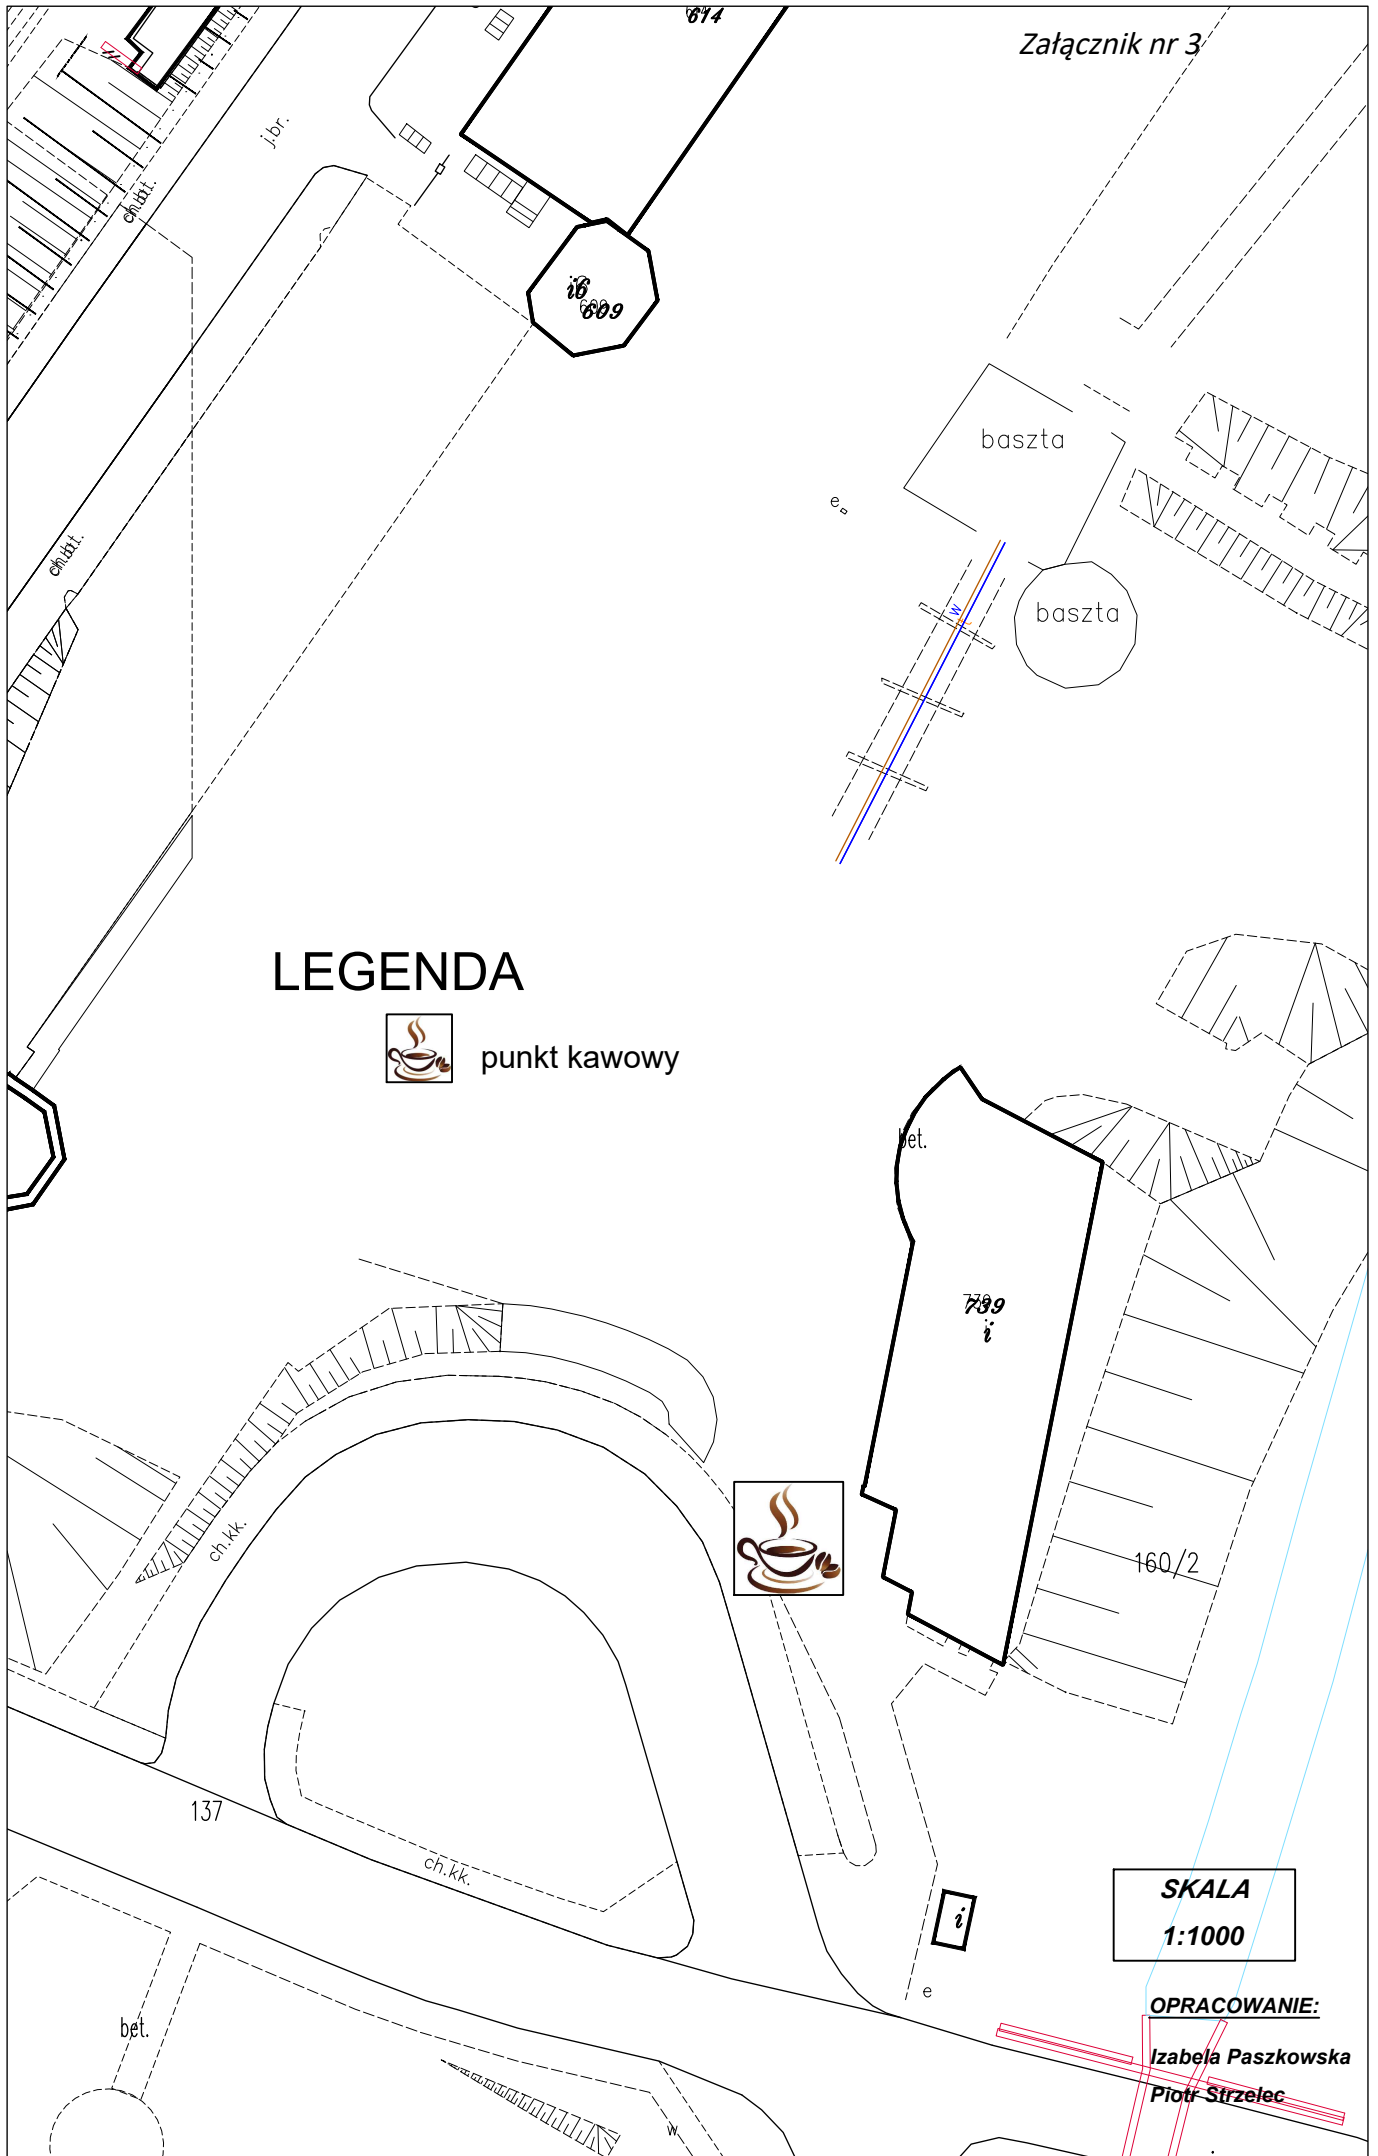 614
Załącznik nr 3
j.br.
ch.bt.
i6
609
baszta
e
ch.bt.
w
baszta
LEGENDA
punkt kawowy
bet.
739
i
ch.kk.
160/2
137
ch.kk.
SKALA
1:1000
i
e
OPRACOWANIE:
bet.
Izabela Paszkowska
Piotr Strzelec
w